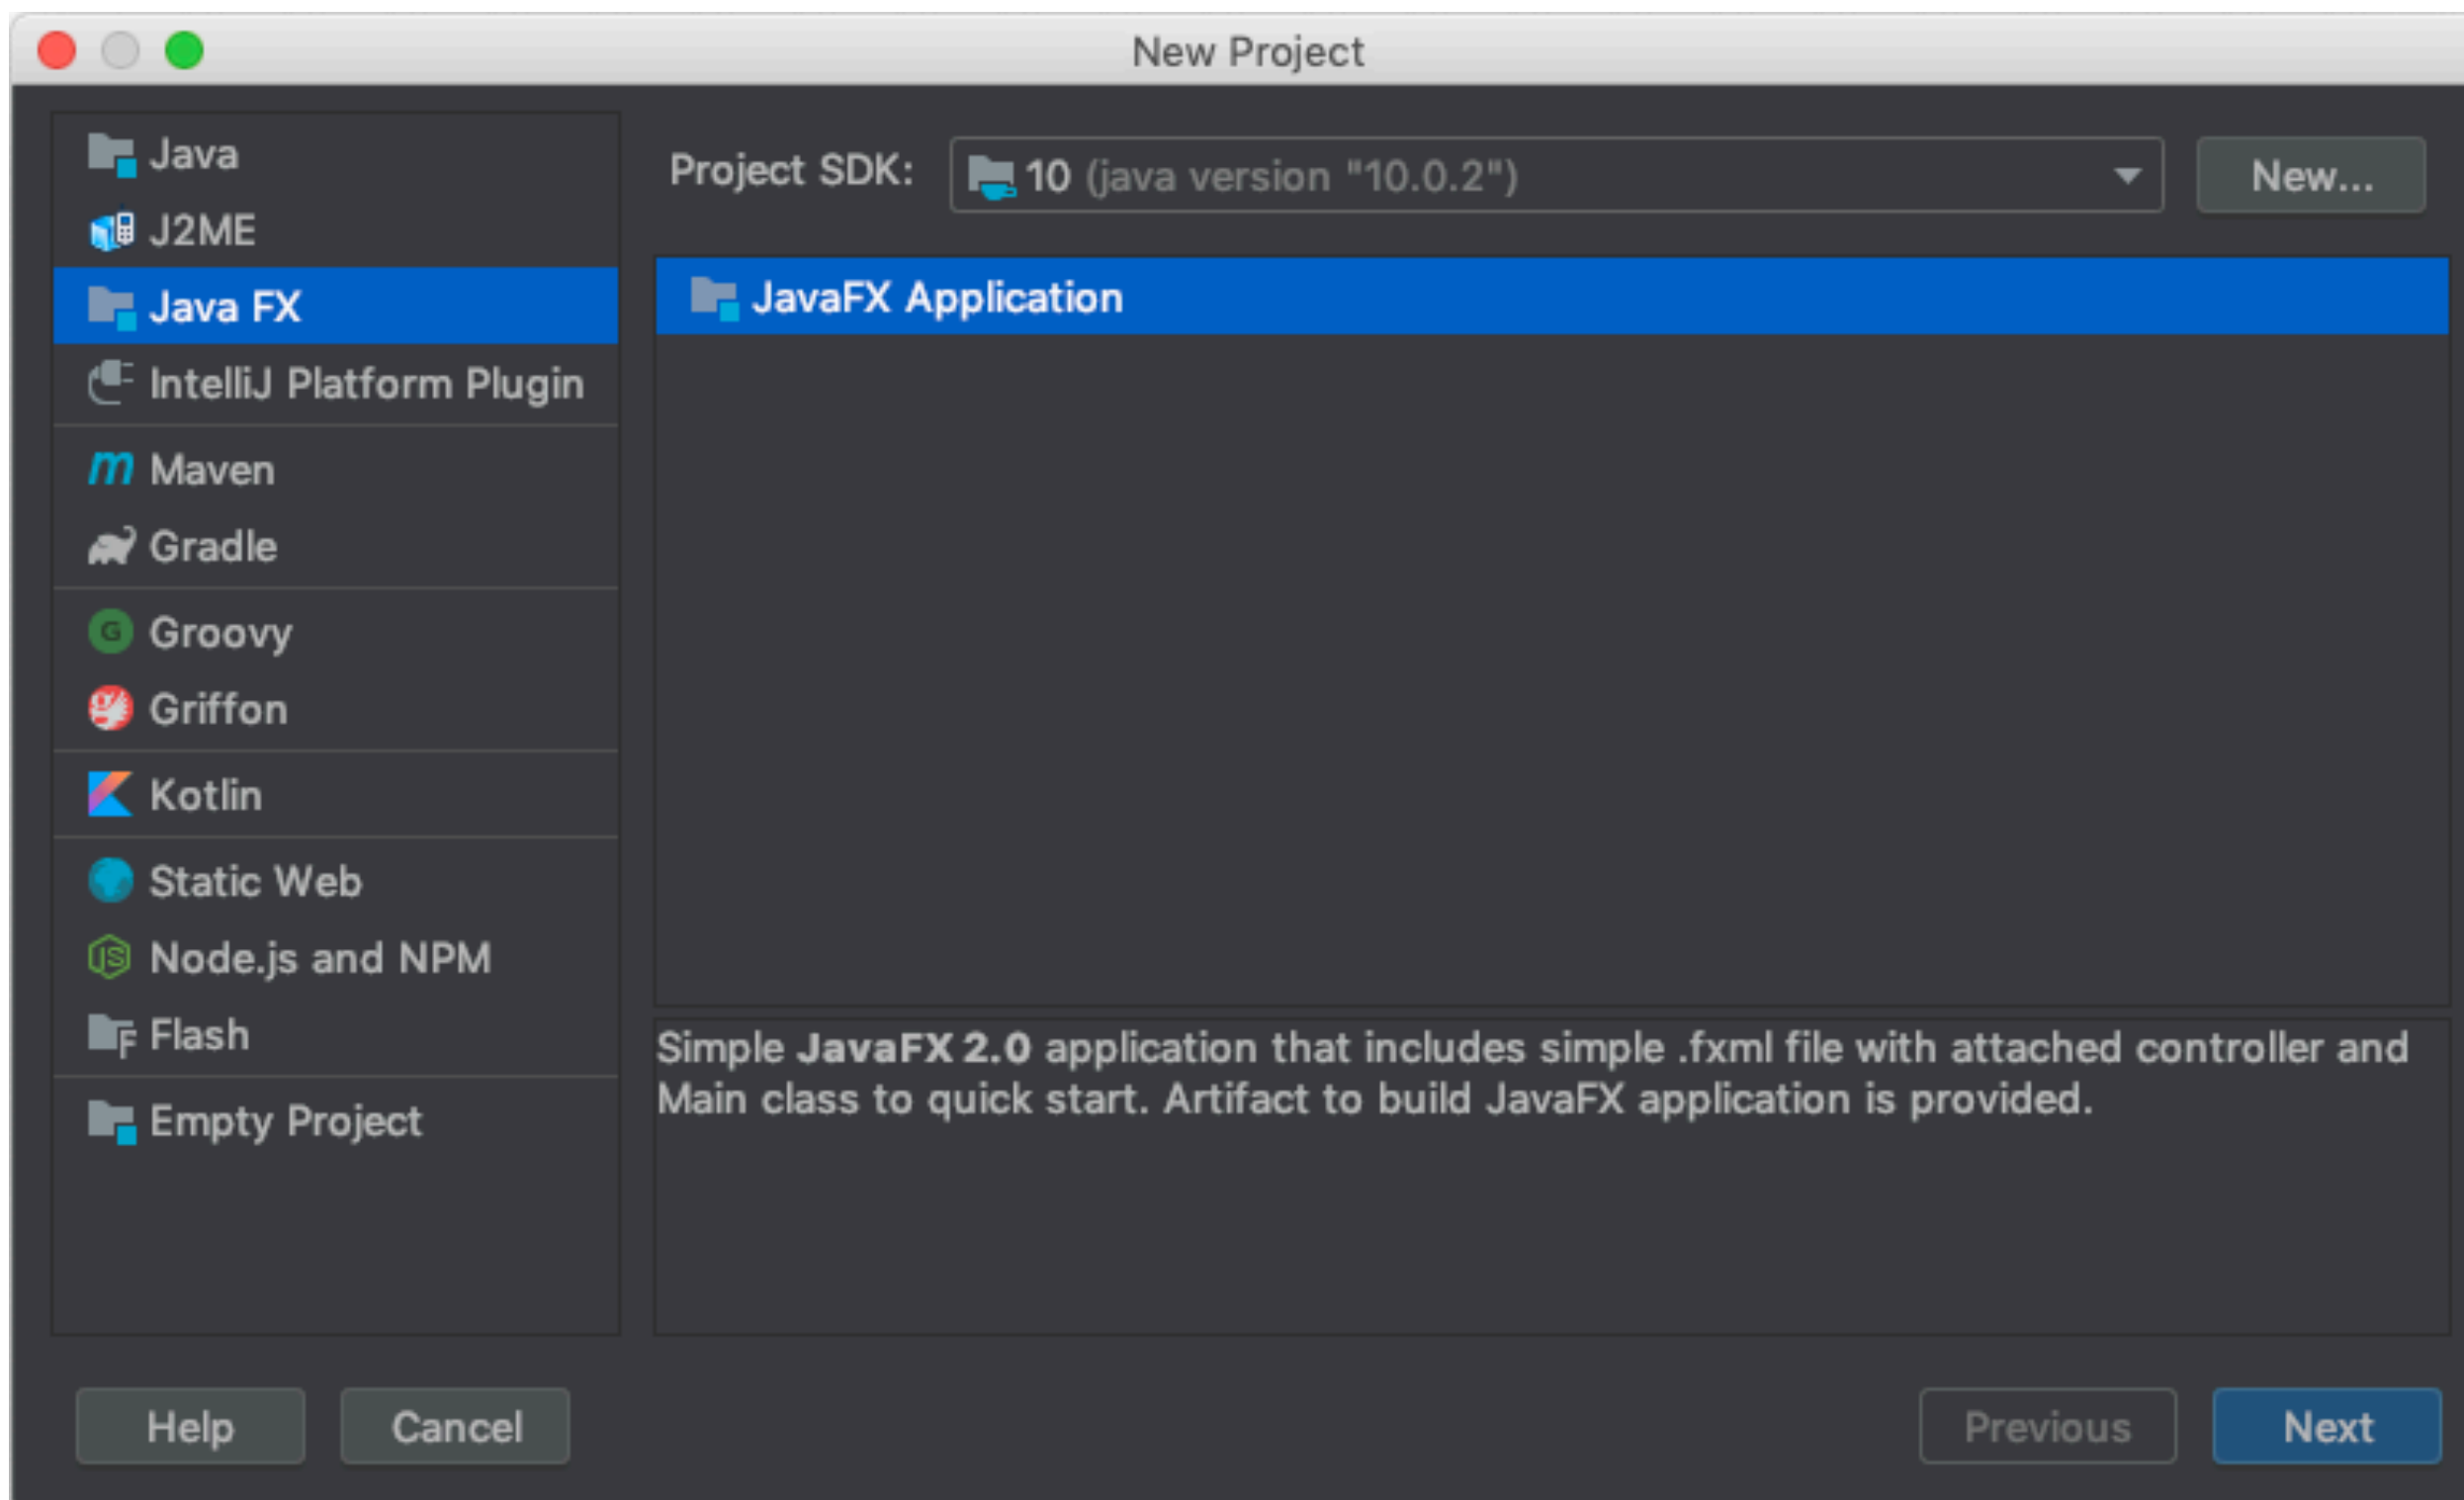 New Project
Java
J2ME
Java FX
IntelliJ Platform Plugin
Maven
Gradle
Groovy
Griffon
Kotlin
Static Web
Node.js and NPM
Flash
Empty Project
Project SDK: 10 (java version "10.0.2") New...
JavaFX Application
Simple JavaFX 2.0 application that includes simple .fxml file with attached controller and
Main class to quick start. Artifact to build JavaFX application is provided.
Help Cancel Previous Next